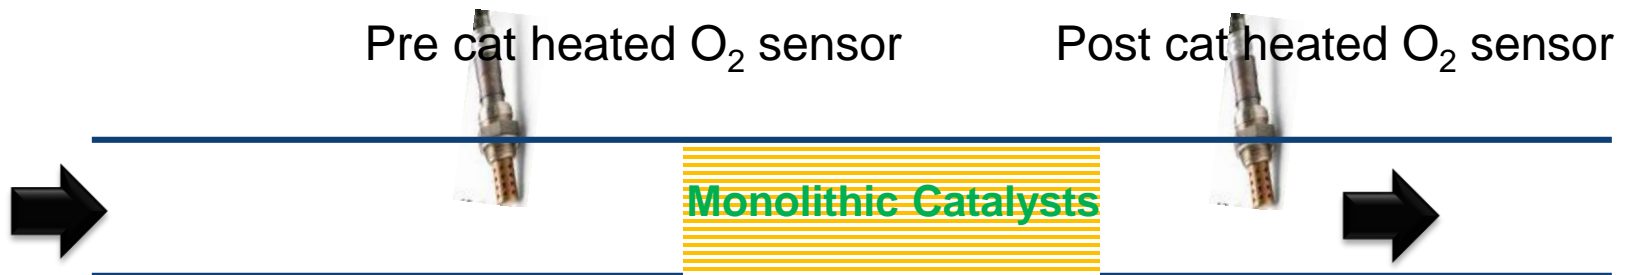 Pre cat heated O₂ sensor
Post cat heated O₂ sensor
Monolithic Catalysts